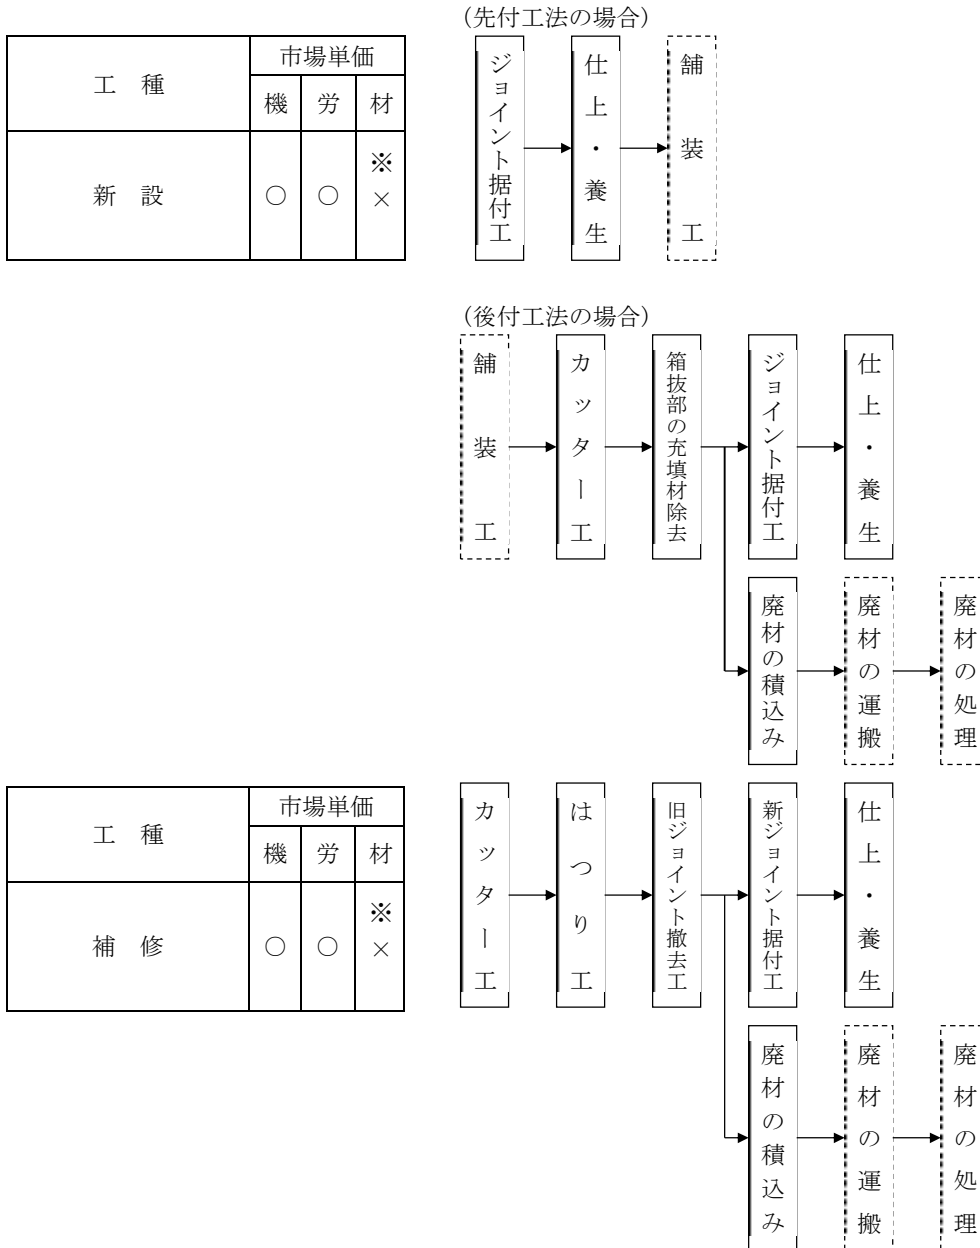 (先付工法の場合)
工 種
市場単価
機
労
材
新 設
○
○
※
×
ジョイント据付工
仕上・養生
舗装工
(後付工法の場合)
舗装工
カッター工
箱抜部の充填材除去
ジョイント据付工
仕上・養生
廃材の積込み
廃材の運搬
廃材の処理
工 種
市場単価
機
労
材
補 修
○
○
※
×
カッター工
はつり工
旧ジョイント撤去工
新ジョイント据付工
仕上・養生
廃材の積込み
廃材の運搬
廃材の処理